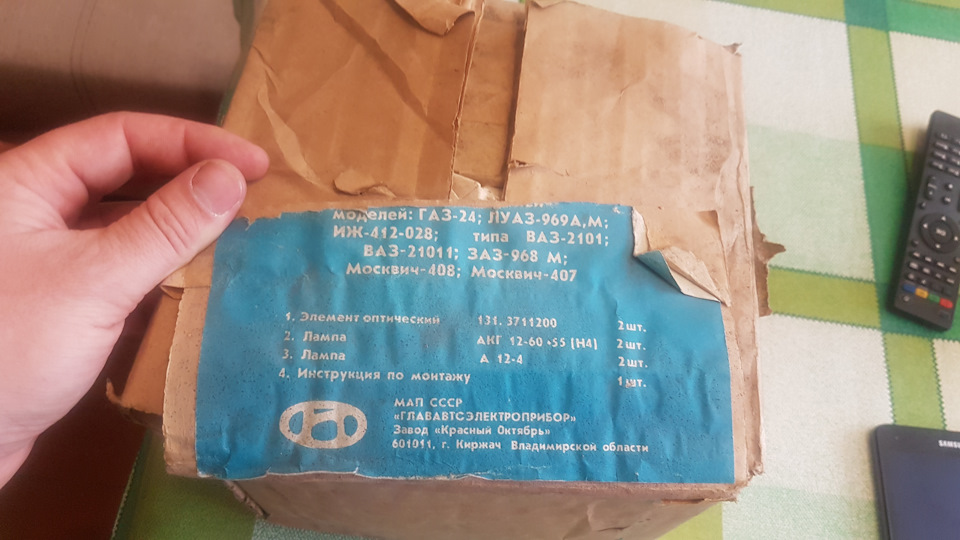 моделей: ГАЗ-24; ЛУАЗ-969А,М;
ИЖ-412-028; типа ВАЗ-2101;
ВАЗ-21011; ЗАЗ-968 М;
Москвич-408; Москвич-407
1. Элемент оптический 131. 3711200 2шт.
2. Лампа АКГ 12-60+55 (Н4) 2шт.
3. Лампа А 12-4 2шт.
4. Инструкция по монтажу 1шт.
МАП СССР
«ГЛАВАВТСЭЛЕКТРОПРИБОР»
Завод «Красный Октябрь»
601011, г. Киржач Владимирской области
SAMSU